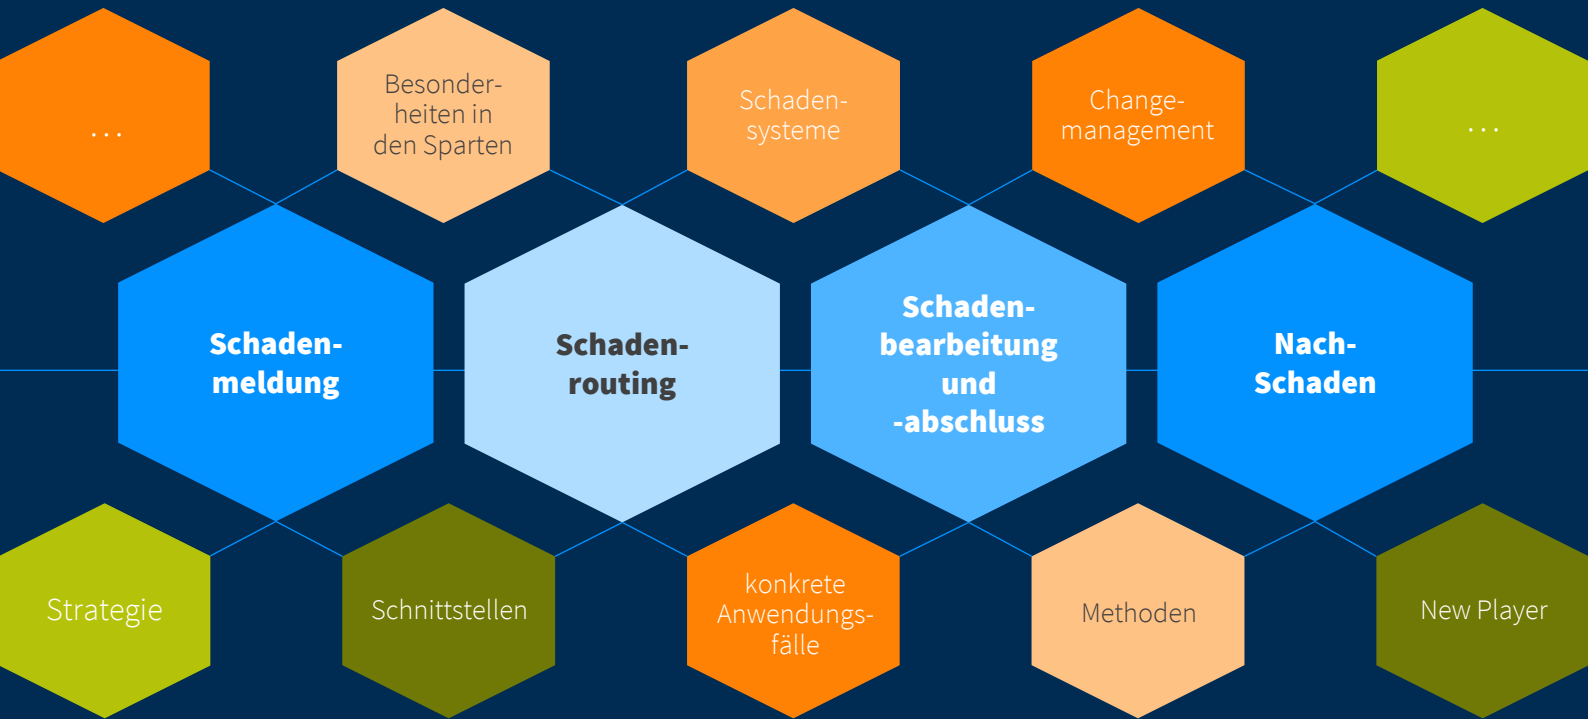 ...
Besonder-
heiten in
den Sparten
Schaden-
systeme
Change-
management
...
Schaden-
meldung
Schaden-
routing
Schaden-
bearbeitung
und
-abschluss
Nach-
Schaden
Strategie
Schnittstellen
konkrete
Anwendungs-
fälle
Methoden
New Player